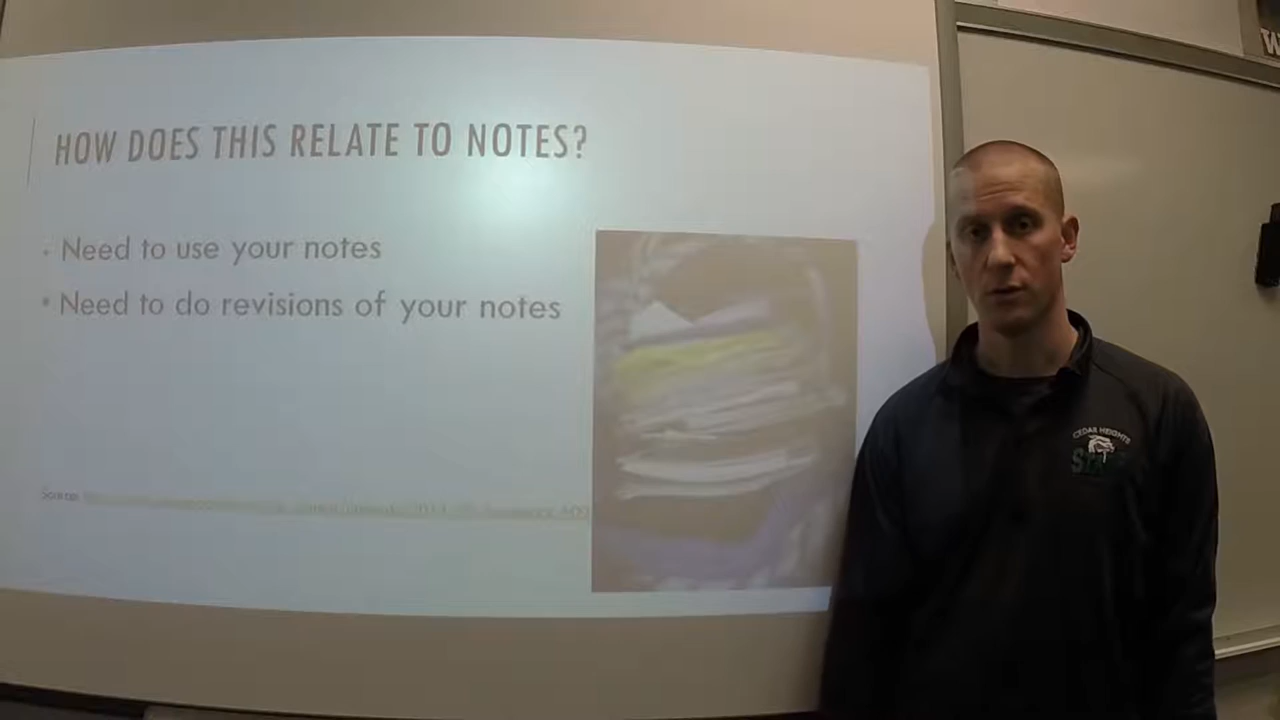 HOW DOES THIS RELATE TO NOTES?
Need to use your notes
Need to do revisions of your notes
Source:
CEDAR HEIGHTS
W